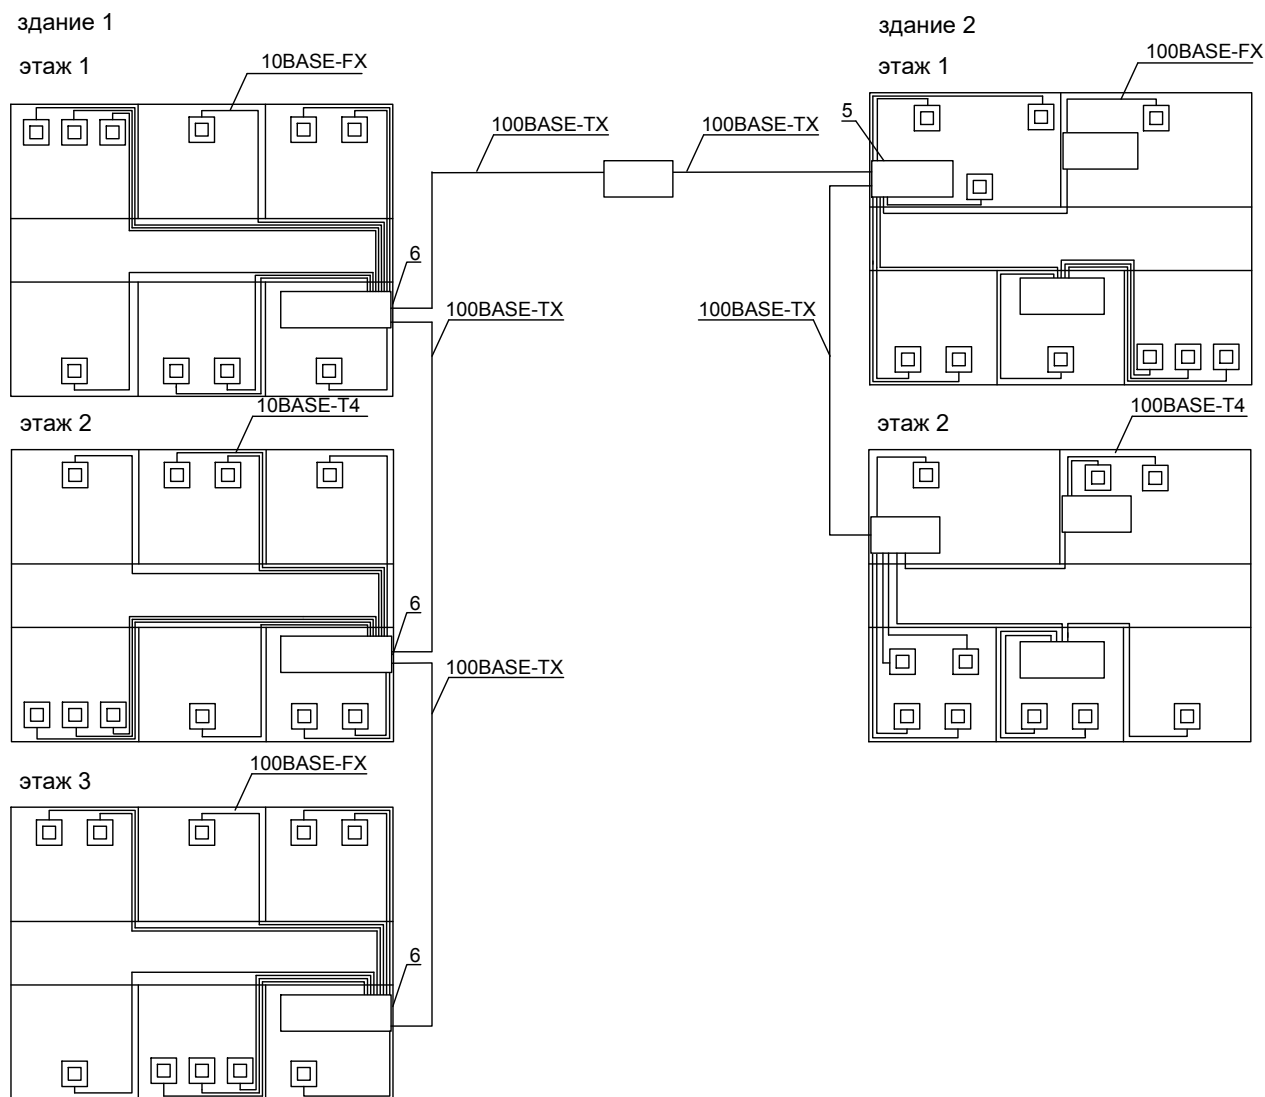 здание 1
этаж 1
10BASE-FX
100BASE-TX
100BASE-TX
здание 2
этаж 1
100BASE-FX
5
6
100BASE-TX
100BASE-TX
этаж 2
10BASE-T4
6
100BASE-TX
этаж 2
100BASE-T4
этаж 3
100BASE-FX
6